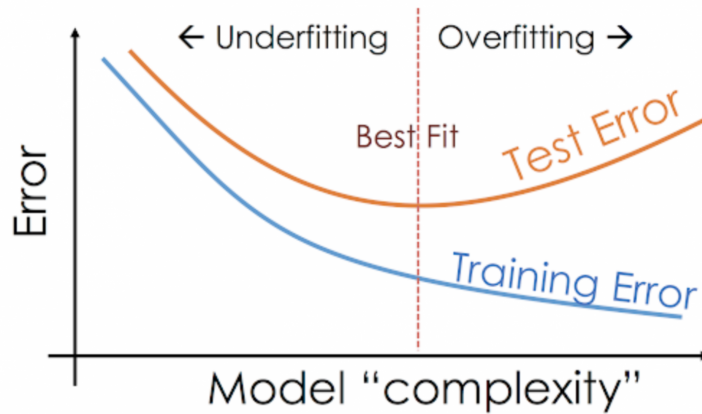 ← Underfitting
Overfitting →
Best Fit
Test Error
Error
Training Error
Model “complexity”